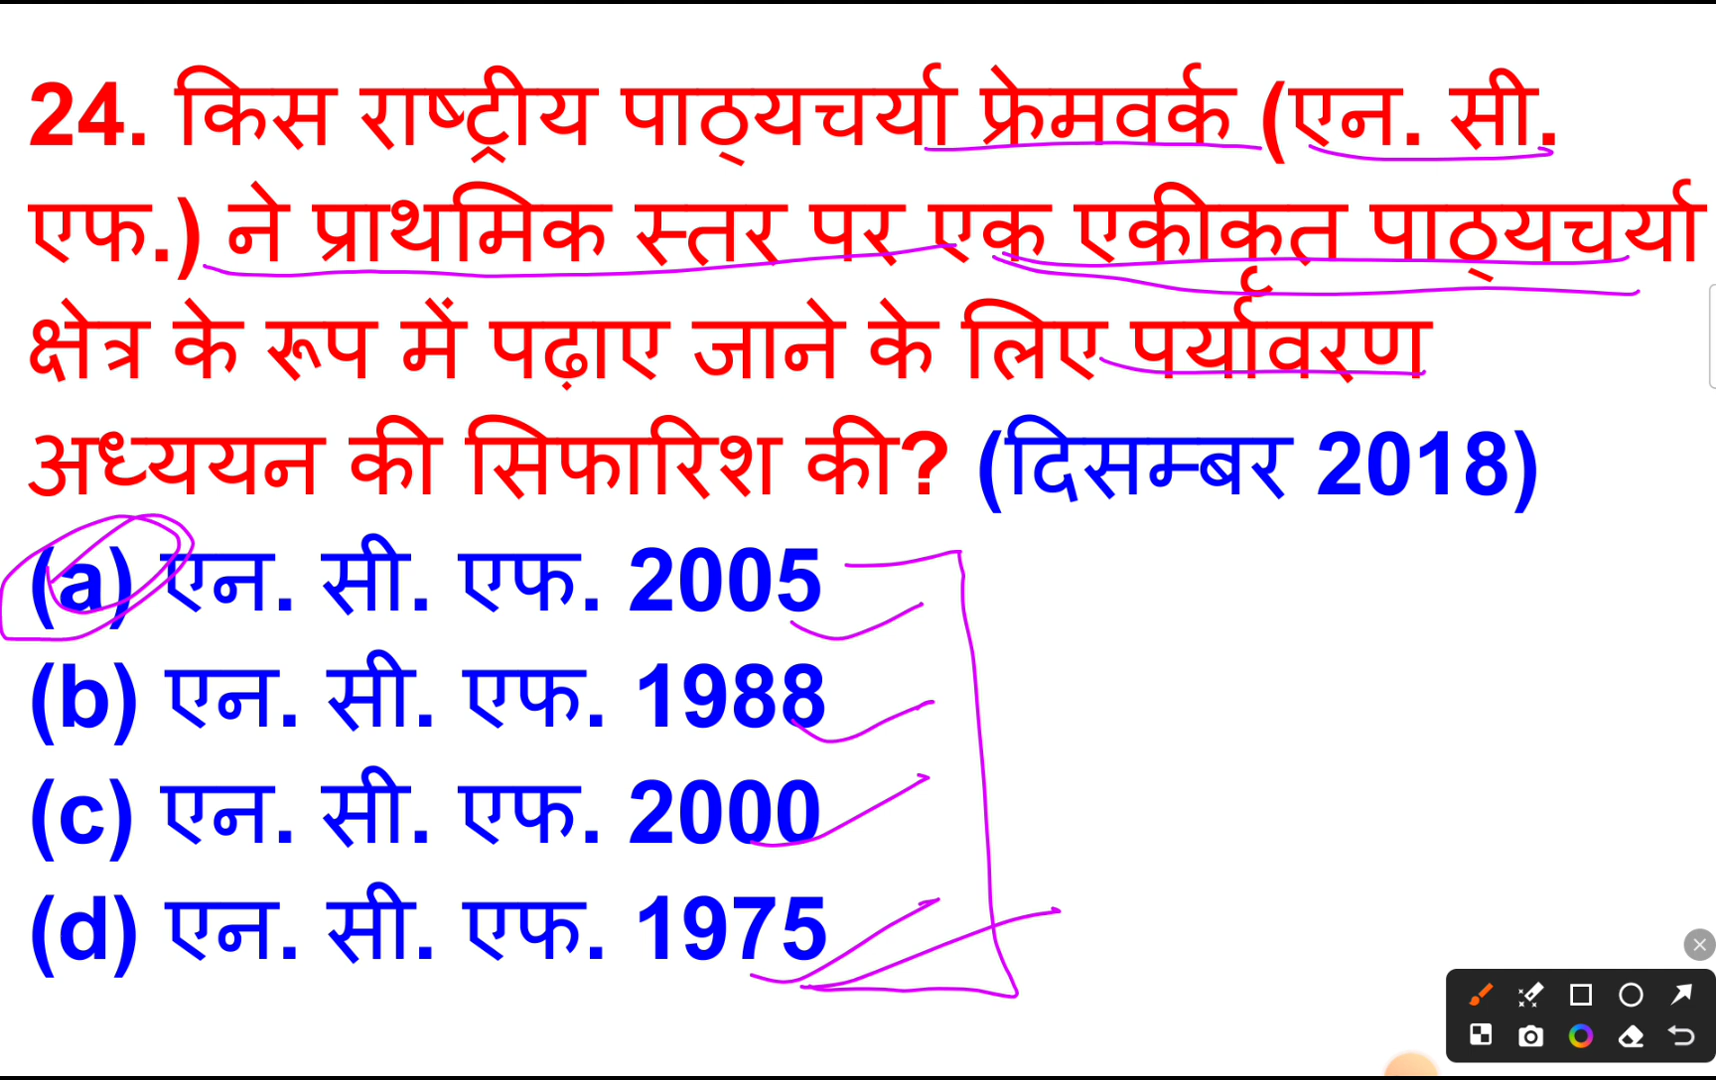 24. किस राष्ट्रीय पाठ्यचर्या फ्रेमवर्क (एन. सी.
एफ.) ने प्राथमिक स्तर पर एक एकीकृत पाठ्यचर्या
क्षेत्र के रूप में पढ़ाए जाने के लिए पर्यावरण
अध्ययन की सिफारिश की? (दिसम्बर 2018)
(a) एन. सी. एफ. 2005
(b) एन. सी. एफ. 1988
(c) एन. सी. एफ. 2000
(d) एन. सी. एफ. 1975